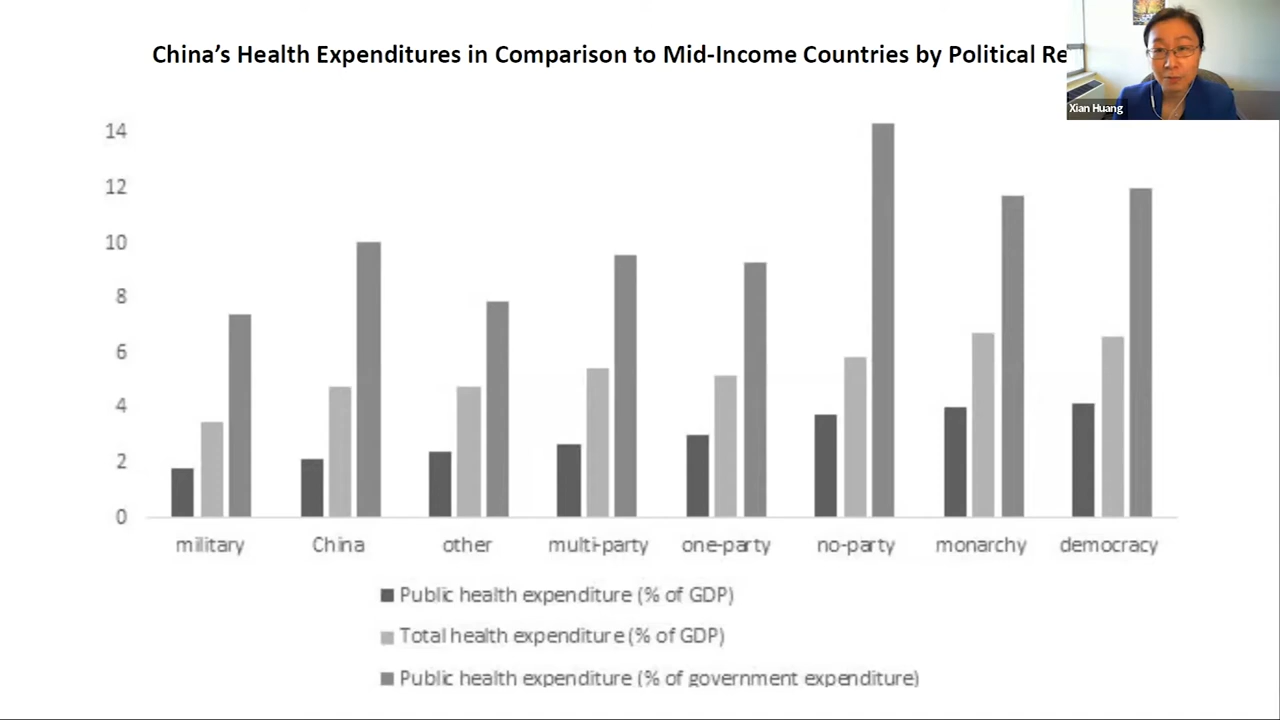 China's Health Expenditures in Comparison to Mid-Income Countries by Political Re
Xian Huang
14
12
10
8
6
4
2
0
military China other multi-party one-party no-party monarchy democracy
Public health expenditure (% of GDP)
Total health expenditure (% of GDP)
Public health expenditure (% of government expenditure)